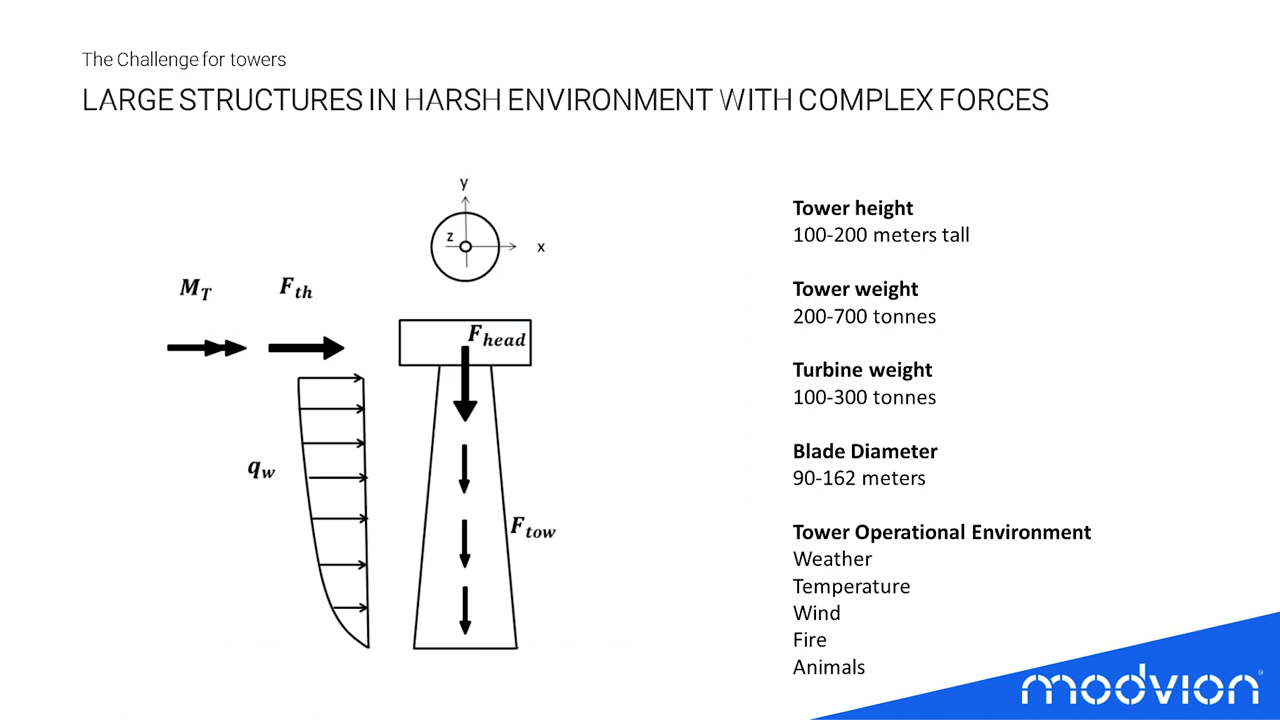 The Challenge for towers
LARGE STRUCTURES IN HARSH ENVIRONMENT WITH COMPLEX FORCES
y
z
x
M_T
F_th
F_head
q_w
F_tow
Tower height
100-200 meters tall
Tower weight
200-700 tonnes
Turbine weight
100-300 tonnes
Blade Diameter
90-162 meters
Tower Operational Environment
Weather
Temperature
Wind
Fire
Animals
modvion®